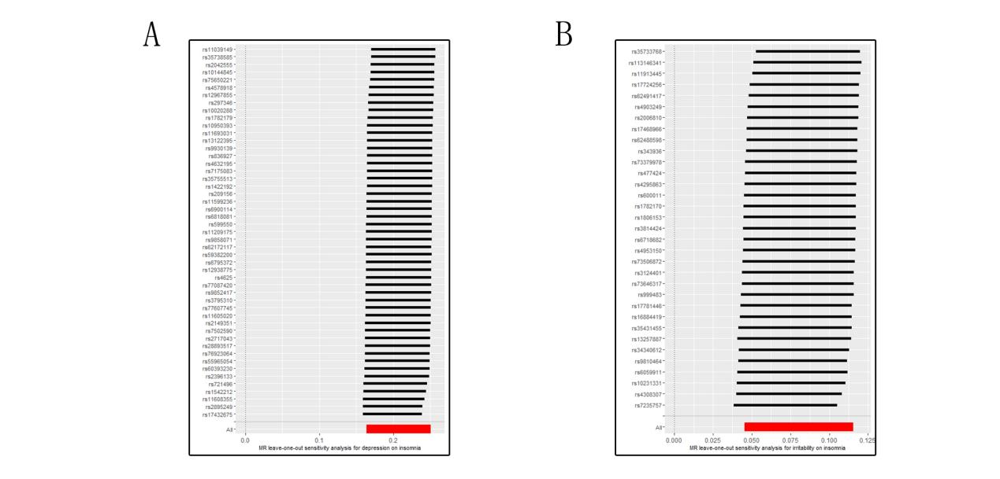 A
rs11039149
rs35738585
rs2042555
rs10144845
rs75650221
rs4578918
rs12967855
rs297346
rs10020288
rs1782179
rs10950393
rs11693031
rs13122395
rs9930139
rs836927
rs4632195
rs7175083
rs35755513
rs1422192
rs209156
rs11599236
rs6900114
rs6818081
rs599550
rs11209175
rs9858071
rs62172117
rs59382200
rs6795372
rs12938775
rs4625
rs77087420
rs9852417
rs3795310
rs77607745
rs11605020
rs2149351
rs7502590
rs2717043
rs28893517
rs76923064
rs55965054
rs60393230
rs2396133
rs721496
rs1542212
rs11608355
rs2895249
rs17432675
All
0.0 0.1 0.2
MR leave-one-out sensitivity analysis for depression on insomnia
B
rs35733768
rs113146341
rs11913445
rs17724256
rs62491417
rs4903249
rs2006810
rs17468966
rs62488598
rs343936
rs73379978
rs477424
rs4295863
rs600011
rs1782170
rs1806153
rs3814424
rs6718682
rs4953150
rs73506872
rs3124401
rs73646317
rs999483
rs17781446
rs16884419
rs35431455
rs13257887
rs34340612
rs9810464
rs6059911
rs10231331
rs4308307
rs7235757
All
0.000 0.025 0.050 0.075 0.100 0.125
MR leave-one-out sensitivity analysis for irritability on insomnia